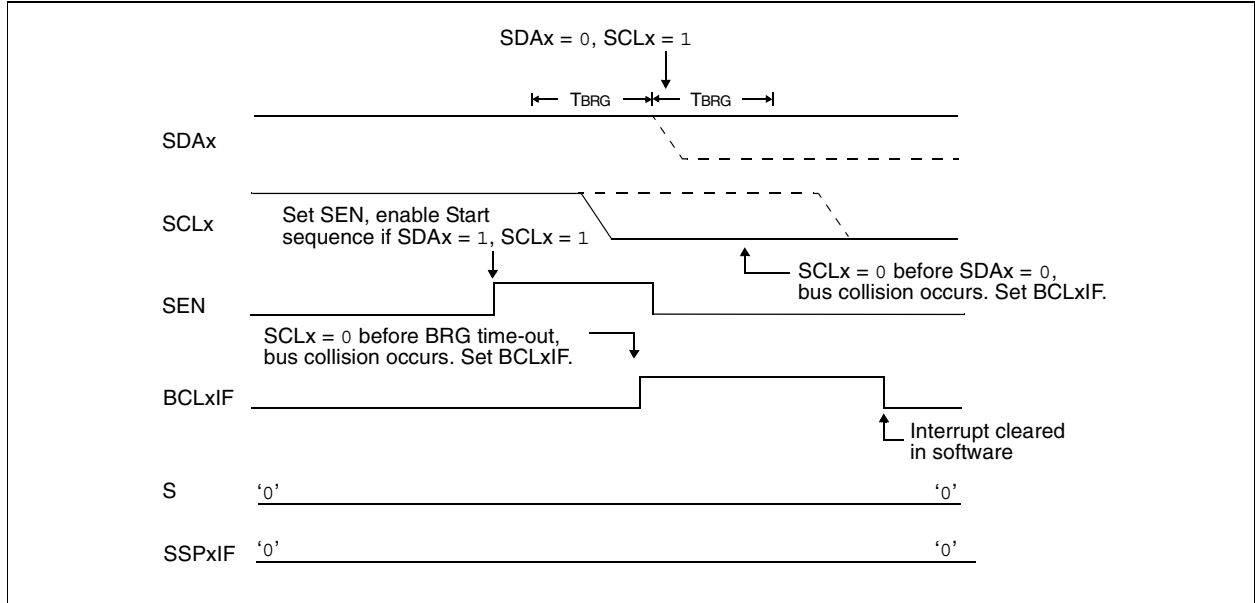 SDAx = 0, SCLx = 1
TBRG TBRG
SDAx
SCLx
Set SEN, enable Start
sequence if SDAx = 1, SCLx = 1
SCLx = 0 before SDAx = 0,
bus collision occurs. Set BCLxIF.
SEN
SCLx = 0 before BRG time-out,
bus collision occurs. Set BCLxIF.
BCLxIF
Interrupt cleared
in software
S ‘0’ ‘0’
SSPxIF ‘0’ ‘0’